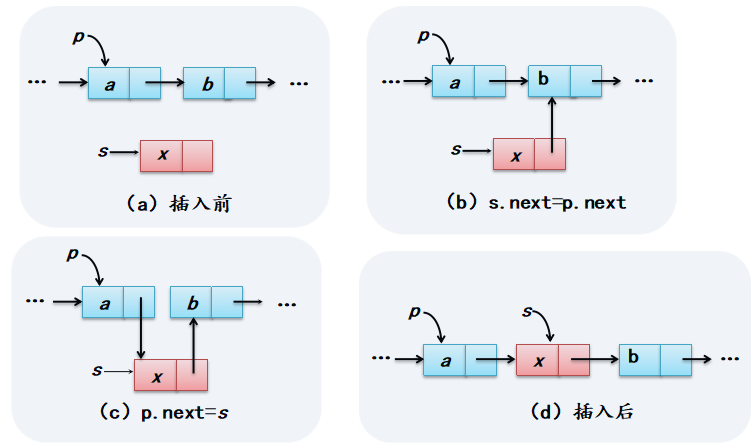 p
... a b ...
s x
(a) 插入前
p
... a b ...
s x
(b) s.next=p.next
p
... a b ...
s x
(c) p.next=s
p s
... a x b ...
(d) 插入后